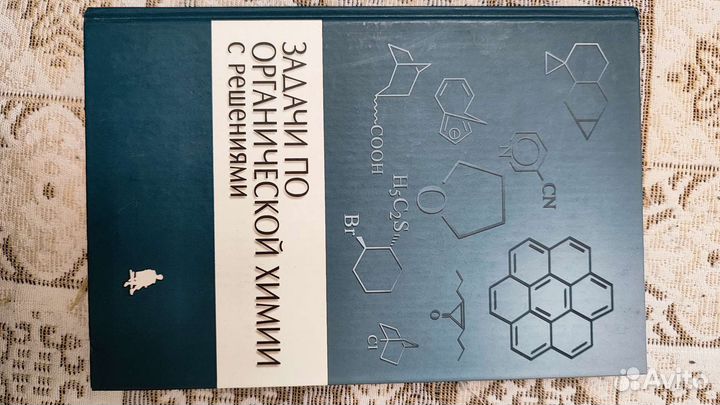 ЗАДАЧИ ПО
ОРГАНИЧЕСКОЙ ХИМИИ
С РЕШЕНИЯМИ
COOH
N
CN
O
H₅C₂S
Br
O
Cl
Avito